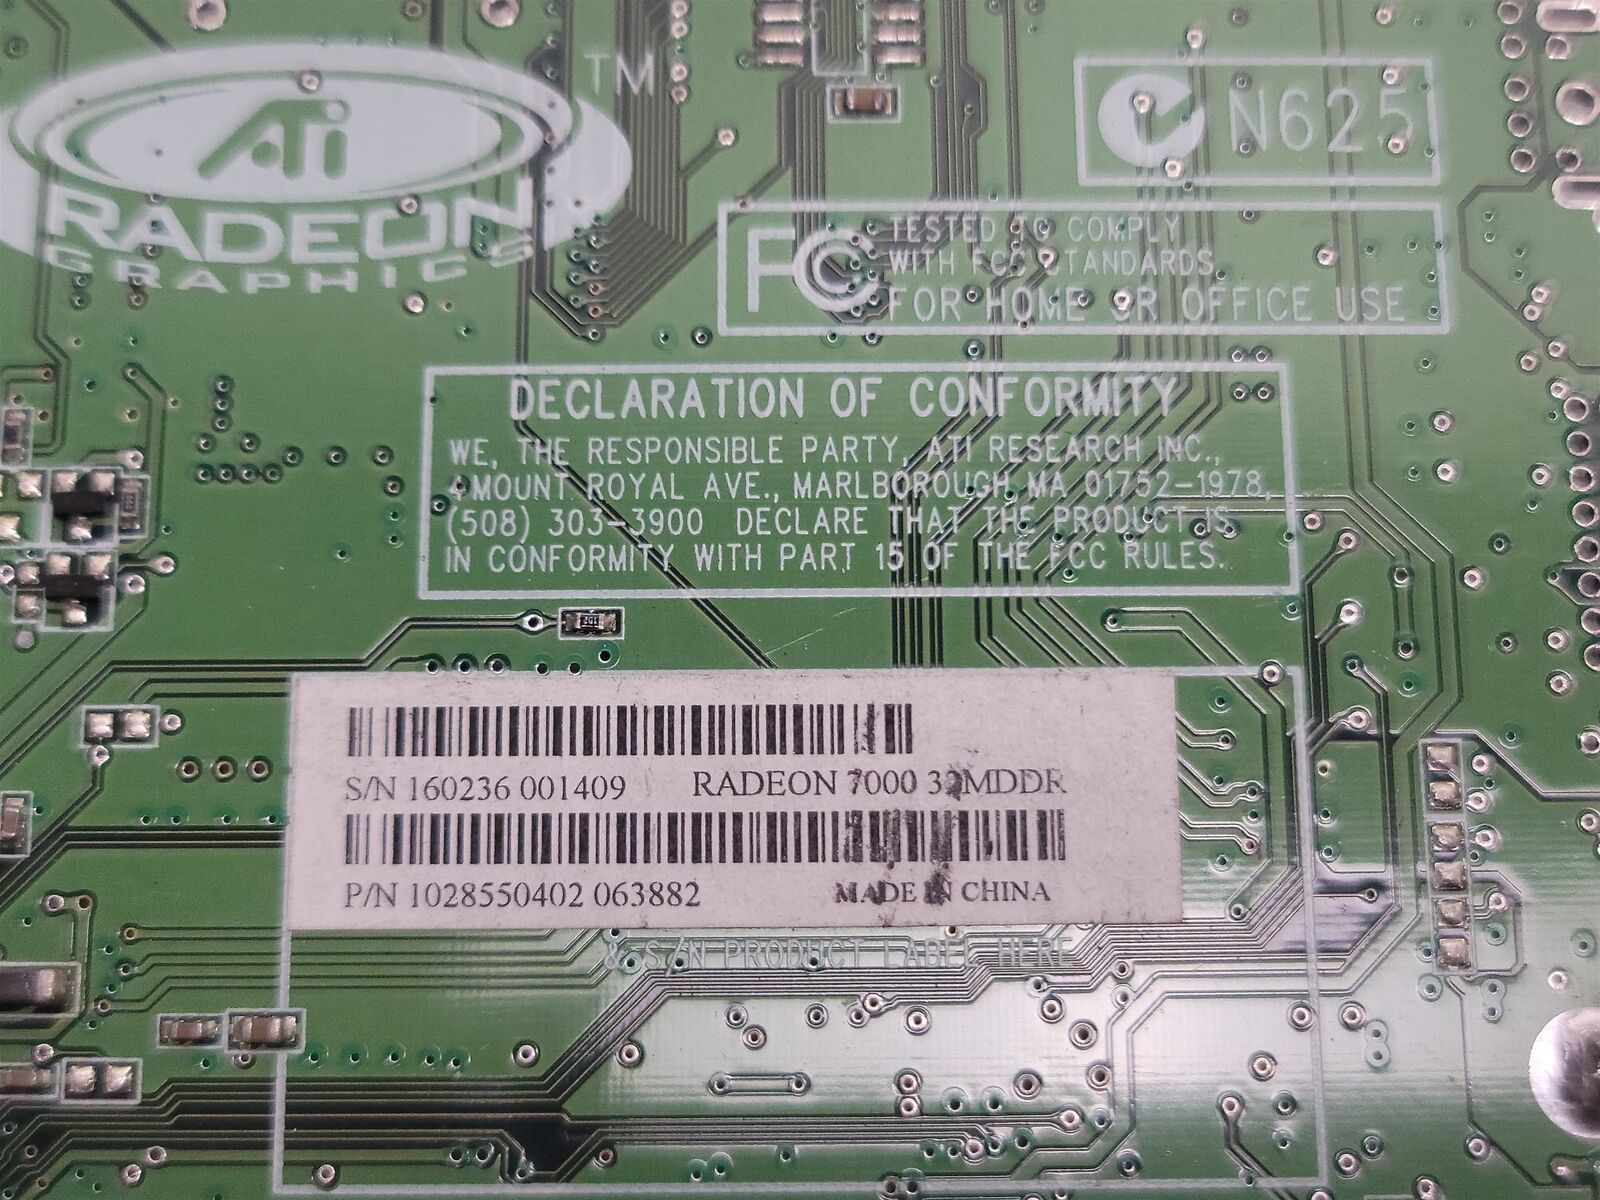 ATi
TM
RADEON
GRAPHICS
N625
FC
TESTED TO COMPLY
WITH FCC STANDARDS
FOR HOME OR OFFICE USE
DECLARATION OF CONFORMITY
WE, THE RESPONSIBLE PARTY, ATI RESEARCH INC.,
4 MOUNT ROYAL AVE., MARLBOROUGH MA 01752-1978,
(508) 303-3900 DECLARE THAT THE PRODUCT IS
IN CONFORMITY WITH PART 15 OF THE FCC RULES.
S/N 160236 001409 RADEON 7000 32MDDR
P/N 1028550402 063882 MADE IN CHINA
& S/N PRODUCT LABEL HERE